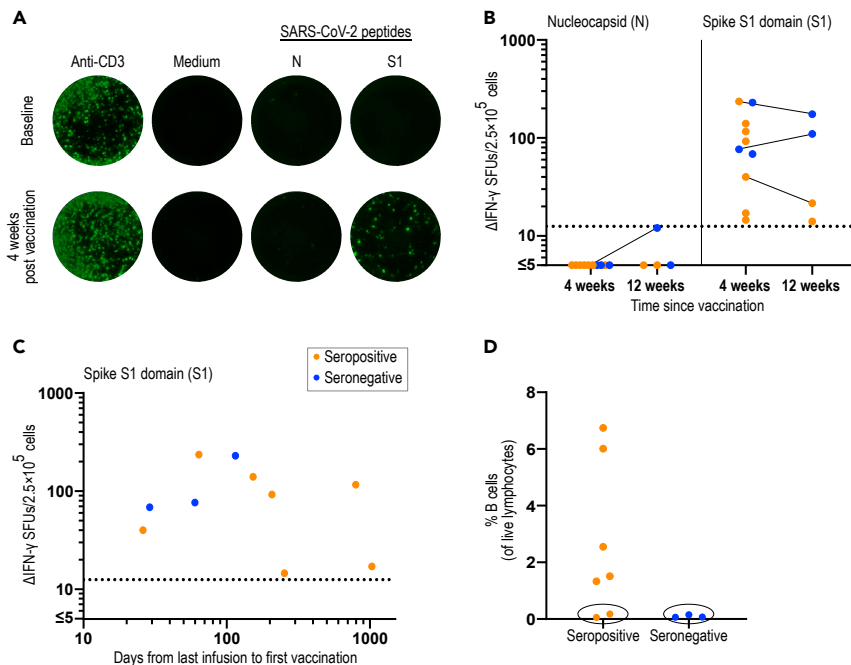 A
SARS-CoV-2 peptides
Anti-CD3 Medium N S1
Baseline
4 weeks
post vaccination
B
Nucleocapsid (N) Spike S1 domain (S1)
ΔIFN-γ SFUs/2.5×10⁵ cells
1000
100
10
≤5
4 weeks 12 weeks 4 weeks 12 weeks
Time since vaccination
C
Spike S1 domain (S1)
Seropositive
Seronegative
ΔIFN-γ SFUs/2.5×10⁵ cells
1000
100
10
≤5
10 100 1000
Days from last infusion to first vaccination
D
% B cells
(of live lymphocytes)
8
6
4
2
0
Seropositive Seronegative